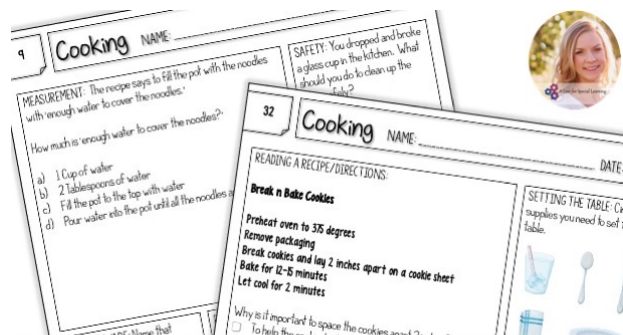 9
Cooking NAME:
MEASUREMENT: The recipe says to fill the pot with the noodles
with 'enough water to cover the noodles.'
How much is 'enough water to cover the noodles?'
a) 1 Cup of water
b) 2 Tablespoons of water
c) Fill the pot to the top with water
d) Pour water into the pot until all the noodles a
SAFETY: You dropped and broke
a glass cup in the kitchen. What
should you do to clean up the
32
Cooking NAME:
DATE:
READING A RECIPE/DIRECTIONS:
Break n Bake Cookies
Preheat oven to 375 degrees
Remove packaging
Break cookies and lay 2 inches apart on a cookie sheet
Bake for 12-15 minutes
Let cool for 2 minutes
Why is it important to space the cookies
To help the
SETTING THE TABLE:
supplies you need to set
table.
Name that